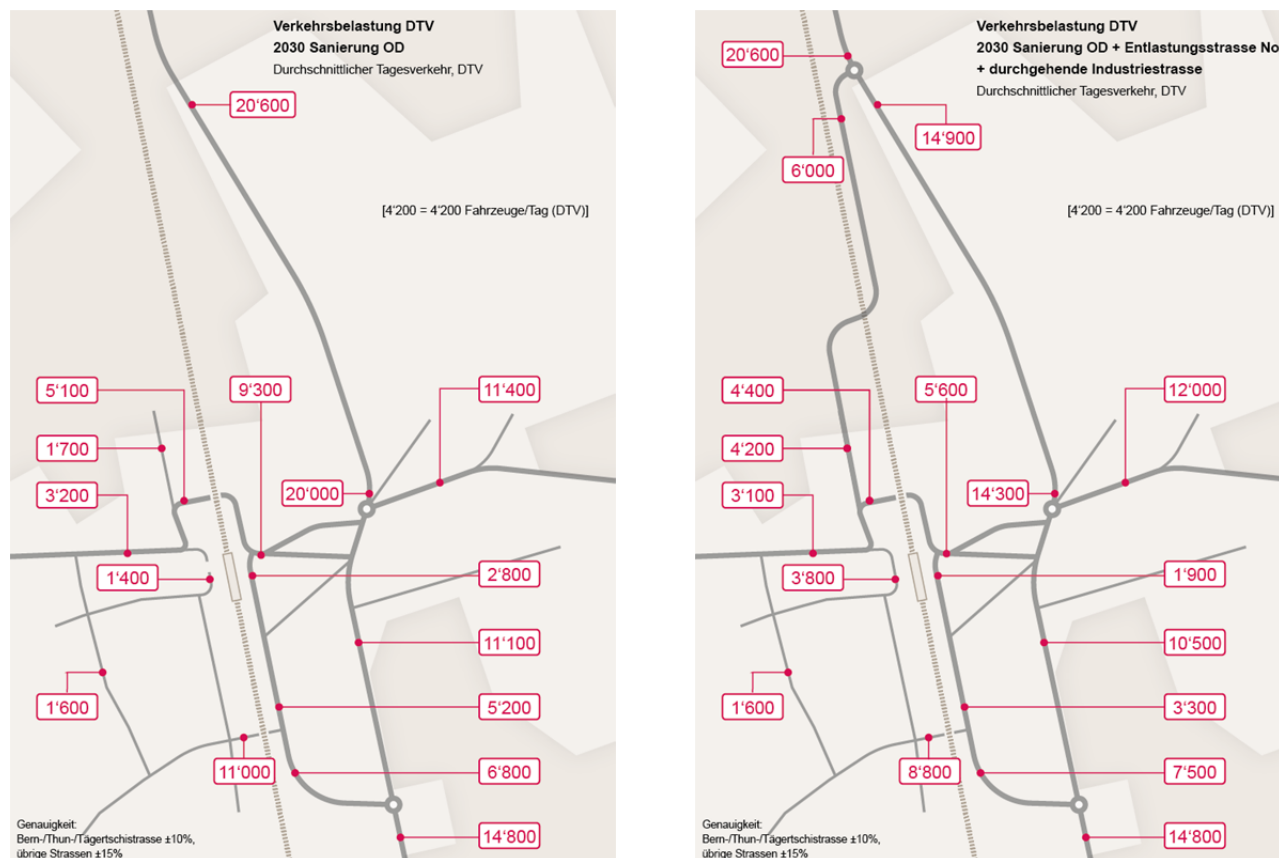 Verkehrsbelastung DTV
2030 Sanierung OD
Durchschnittlicher Tagesverkehr, DTV
20‘600
[4‘200 = 4‘200 Fahrzeuge/Tag (DTV)]
5‘100
9‘300
11‘400
1‘700
3‘200
20‘000
1‘400
2‘800
11‘100
1‘600
5‘200
11‘000
6‘800
Genauigkeit:
Bern-/Thun-/Tägertschistrasse ±10%,
übrige Strassen ±15%
14‘800
Verkehrsbelastung DTV
2030 Sanierung OD + Entlastungsstrasse No
+ durchgehende Industriestrasse
Durchschnittlicher Tagesverkehr, DTV
20‘600
14‘900
6‘000
[4‘200 = 4‘200 Fahrzeuge/Tag (DTV)]
4‘400
5‘600
12‘000
4‘200
3‘100
14‘300
3‘800
1‘900
10‘500
1‘600
3‘300
8‘800
7‘500
Genauigkeit:
Bern-/Thun-/Tägertschistrasse ±10%,
übrige Strassen ±15%
14‘800